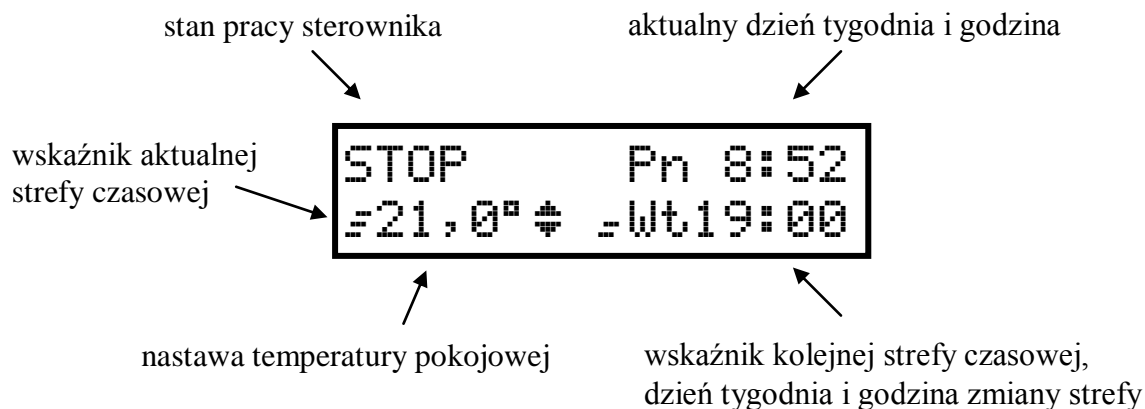 stan pracy sterownika
aktualny dzień tygodnia i godzina
wskaźnik aktualnej
strefy czasowej
STOP Pn 8:52
21,0° Wt19:00
nastawa temperatury pokojowej
wskaźnik kolejnej strefy czasowej,
dzień tygodnia i godzina zmiany strefy